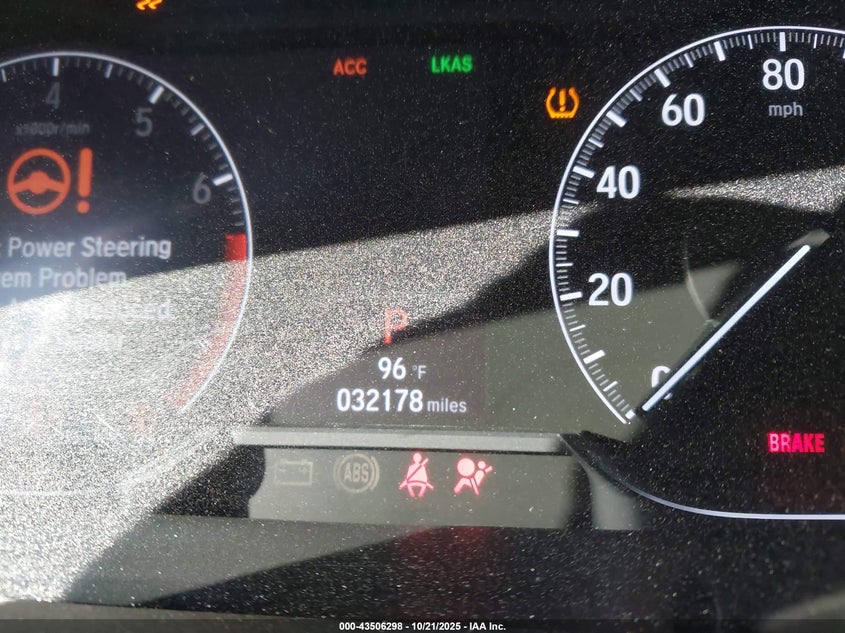 ACC
LKAS
4
5
6
x1000r/min
Power Steering
Problem
20
40
60
80
mph
P
96 °F
032178 miles
ABS
BRAKE
000-43506298 - 10/21/2025 - IAA Inc.